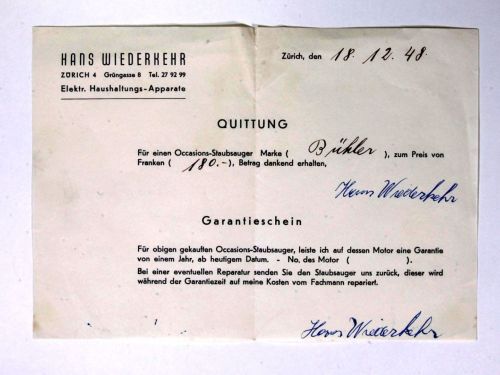 HANS WIEDERKEHR
ZÜRICH 4 Grüngasse 8 Tel. 27 92 99
Elektr. Haushaltungs-Apparate
Zürich, den 18.12.48.
QUITTUNG
Für einen Occasions-Staubsauger Marke ( Bühler ), zum Preis von
Franken ( 180.-), Betrag dankend erhalten,
Hans Wiederkehr
Garantieschein
Für obigen gekauften Occasions-Staubsauger, leiste ich auf dessen Motor eine Garantie
von einem Jahr, ab heutigem Datum. - No. des Motor ( ).
Bei einer eventuellen Reparatur senden Sie den Staubsauger uns zurück, dieser wird
während der Garantiezeit auf meine Kosten vom Fachmann repariert.
Hans Wiederkehr